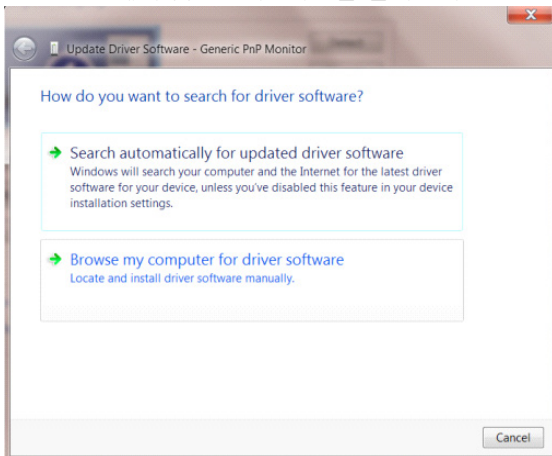 Update Driver Software - Generic PnP Monitor
How do you want to search for driver software?
Search automatically for updated driver software
Windows will search your computer and the Internet for the latest driver
software for your device, unless you've disabled this feature in your device
installation settings.
Browse my computer for driver software
Locate and install driver software manually.
Cancel